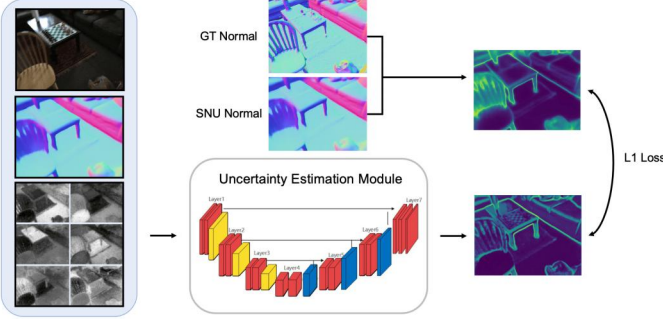 GT Normal
SNU Normal
L1 Loss
Uncertainty Estimation Module
Layer1
Layer2
Layer3
Layer4
Layer5
Layer6
Layer7